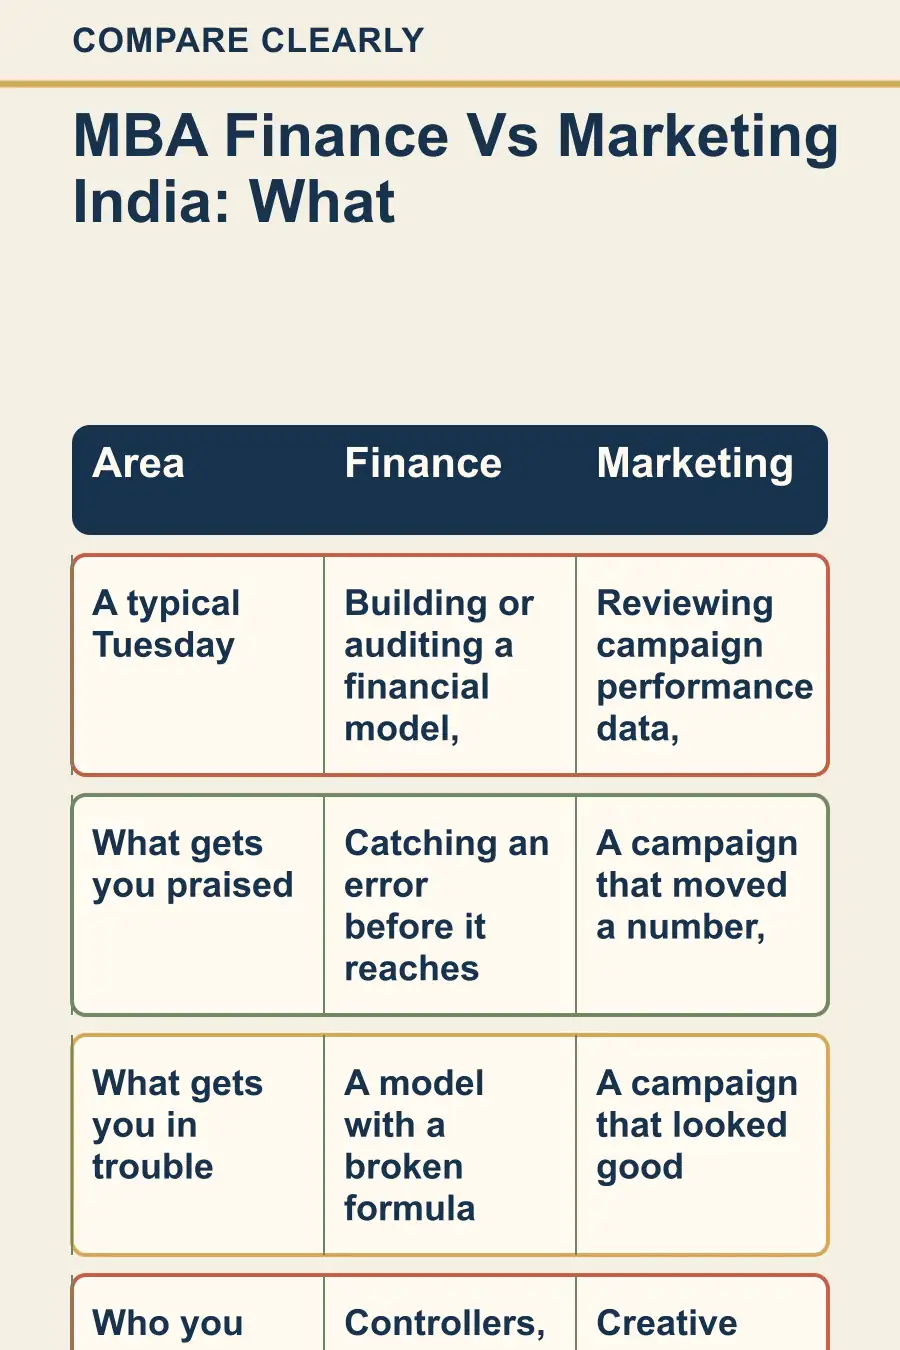 COMPARE CLEARLY
MBA Finance Vs Marketing
India: What
Area
Finance
Marketing
A typical
Tuesday
Building or
auditing a
financial
model,
Reviewing
campaign
performance
data,
What gets
you praised
Catching an
error
before it
reaches
A campaign
that moved
a number,
What gets
you in
trouble
A model
with a
broken
formula
A campaign
that looked
good
Who you
Controllers,
Creative